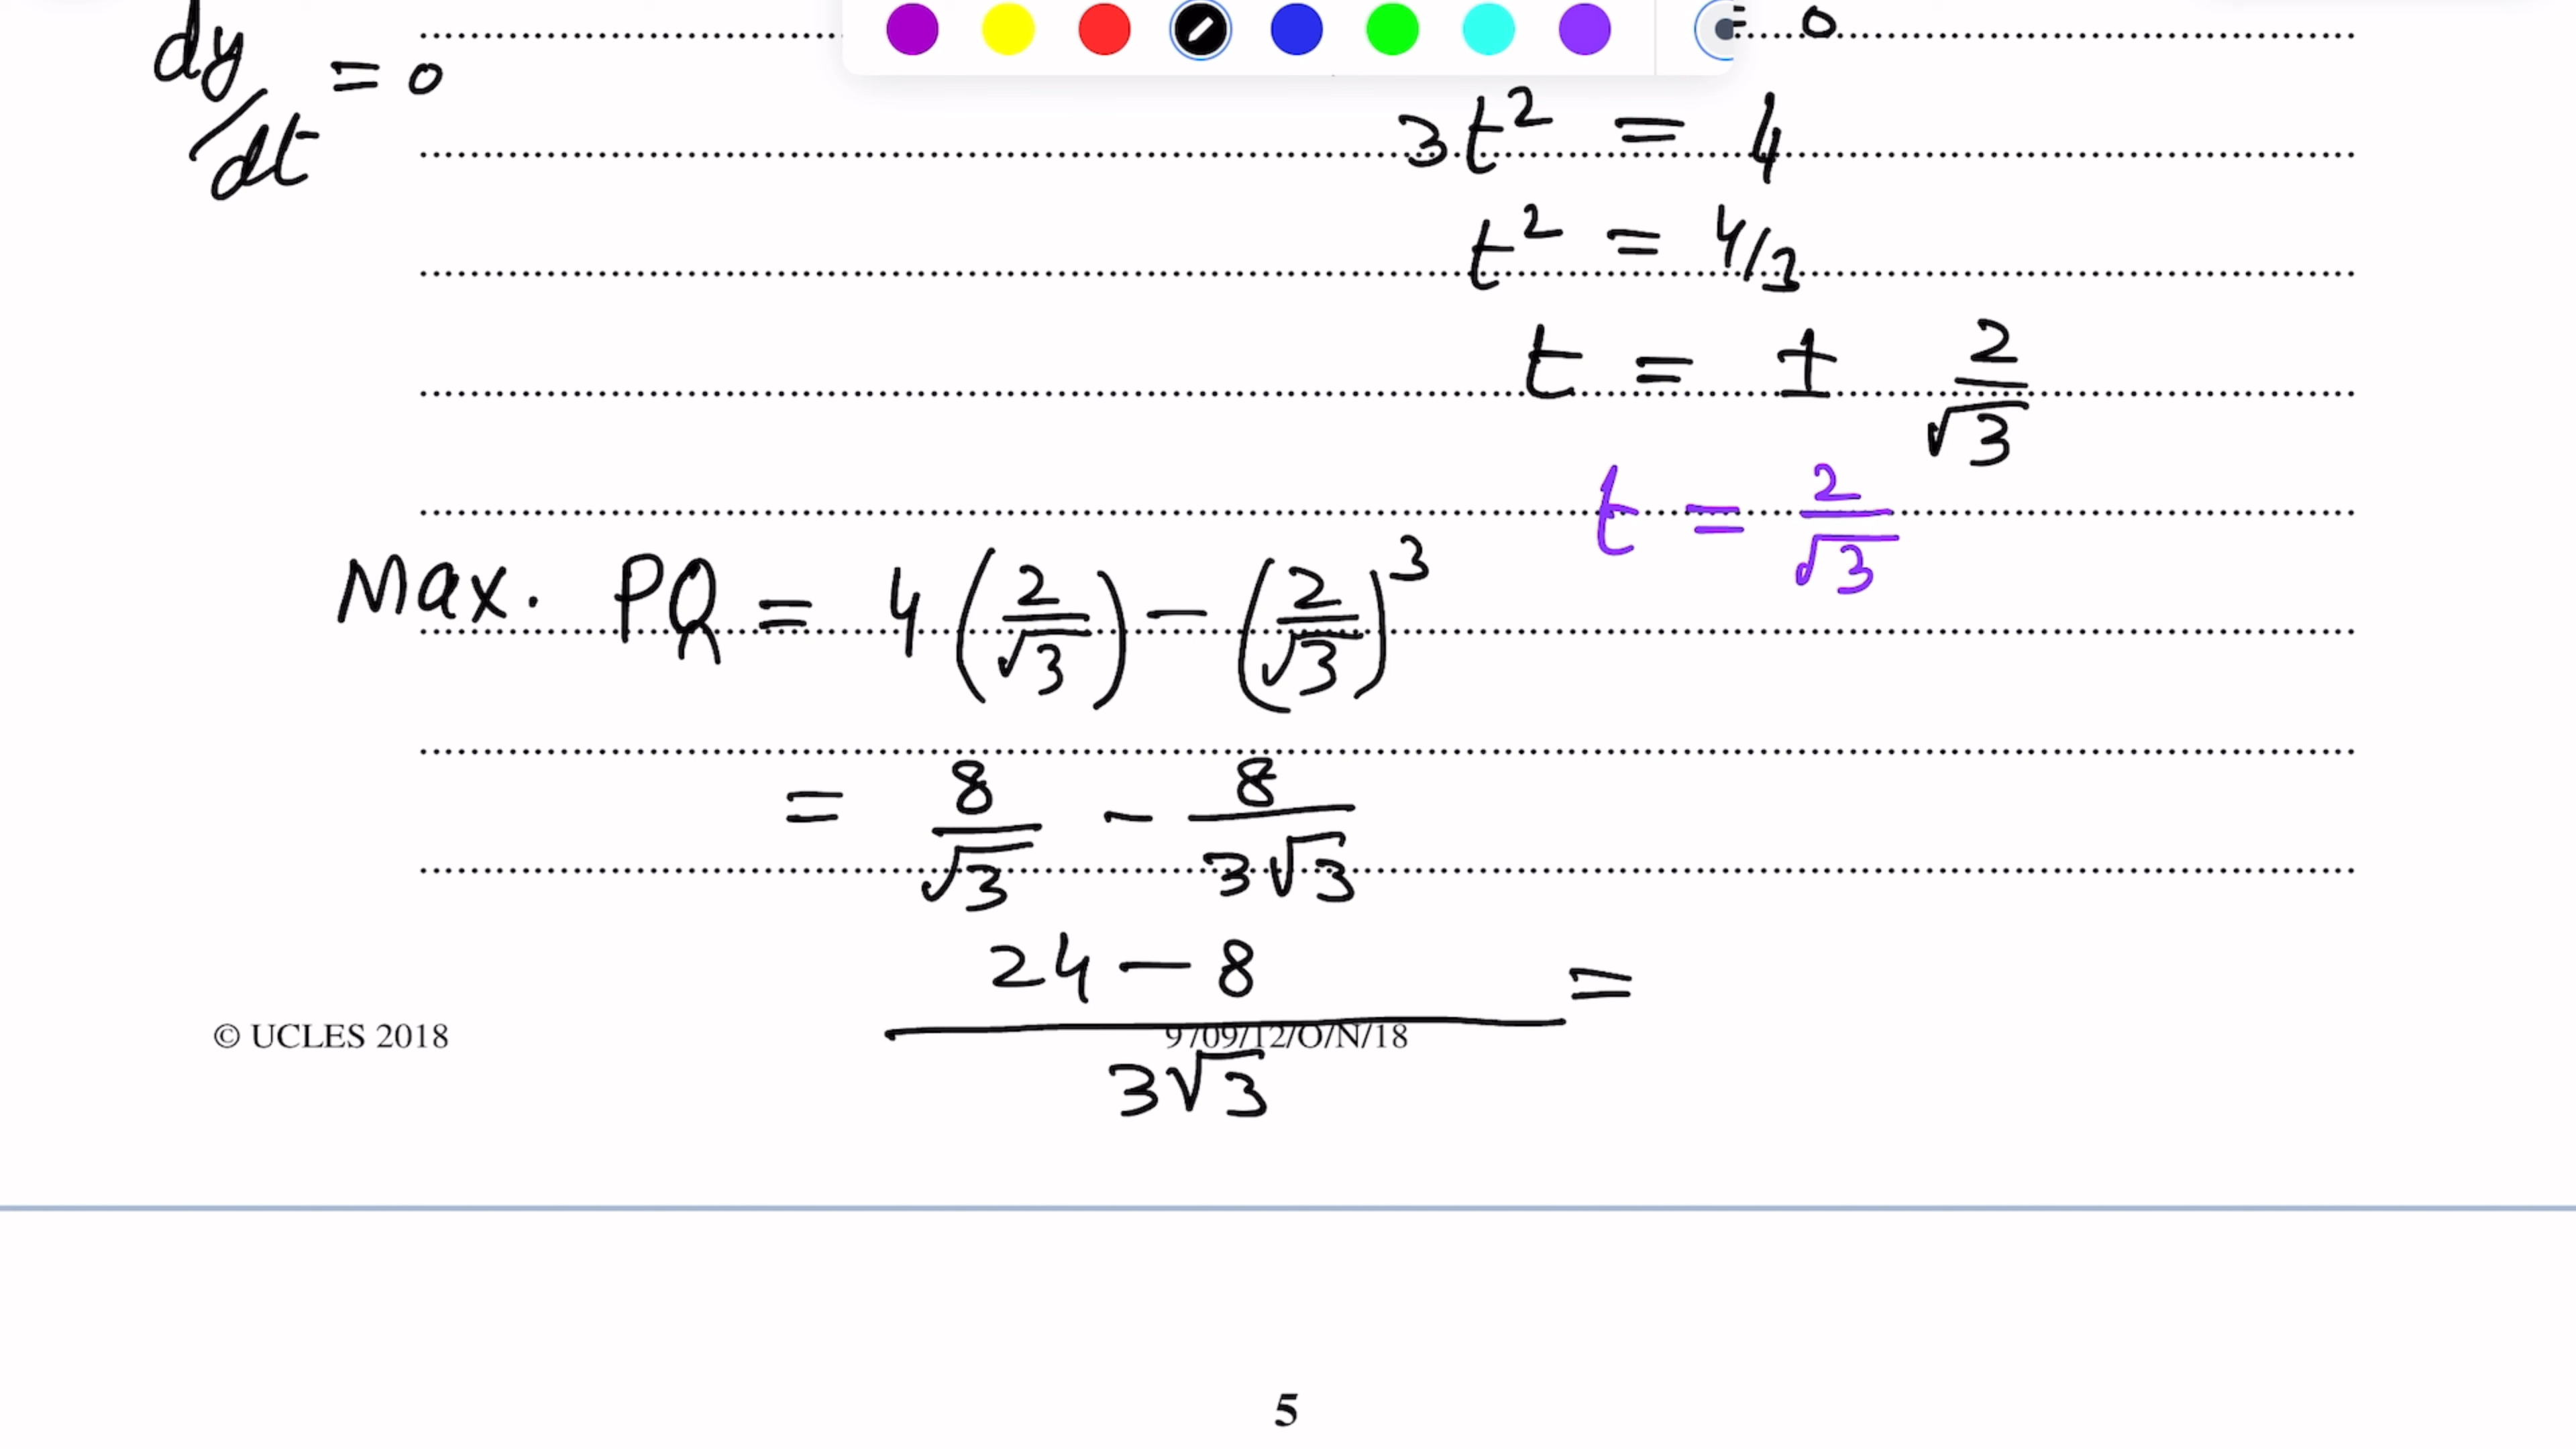 dy/dt = 0
= 0
3t² = 4
t² = 4/3
t = ± 2/√3
t = 2/√3
Max. PQ = 4(2/√3) - (2/√3)³
= 8/√3 - 8/3√3
24 - 8 / 3√3 =
© UCLES 2018
9709/12/O/N/18
5